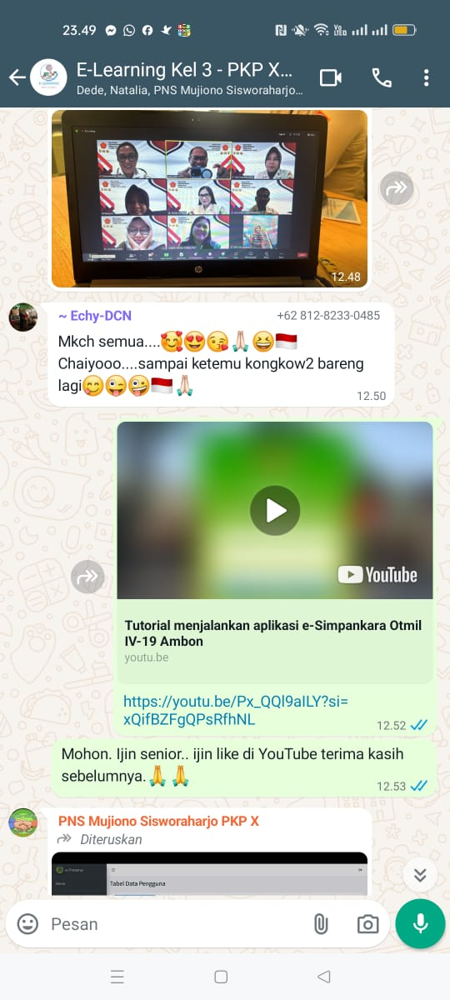 23.49
E-Learning Kel 3 - PKP X...
Dede, Natalia, PNS Mujiono Sisworaharjo...
12.48
~ Echy-DCN
+62 812-8233-0485
Mkch semua....🥰😍😘🙏🏻😆🇮🇩
Chaiyooo....sampai ketemu kongkow2 bareng
lagi😋😜🤪🇮🇩🙏🏻
12.50
YouTube
Tutorial menjalankan aplikasi e-Simpankara Otmil
IV-19 Ambon
youtu.be
https://youtu.be/Px_QQl9aILY?si=
xQifBZFgQPsRfhNL
12.52
Mohon. Ijin senior.. ijin like di YouTube terima kasih
sebelumnya.🙏 🙏
12.53
PNS Mujiono Sisworaharjo PKP X
Diteruskan
e-Presensi
Tabel Data Pengguna
Pesan